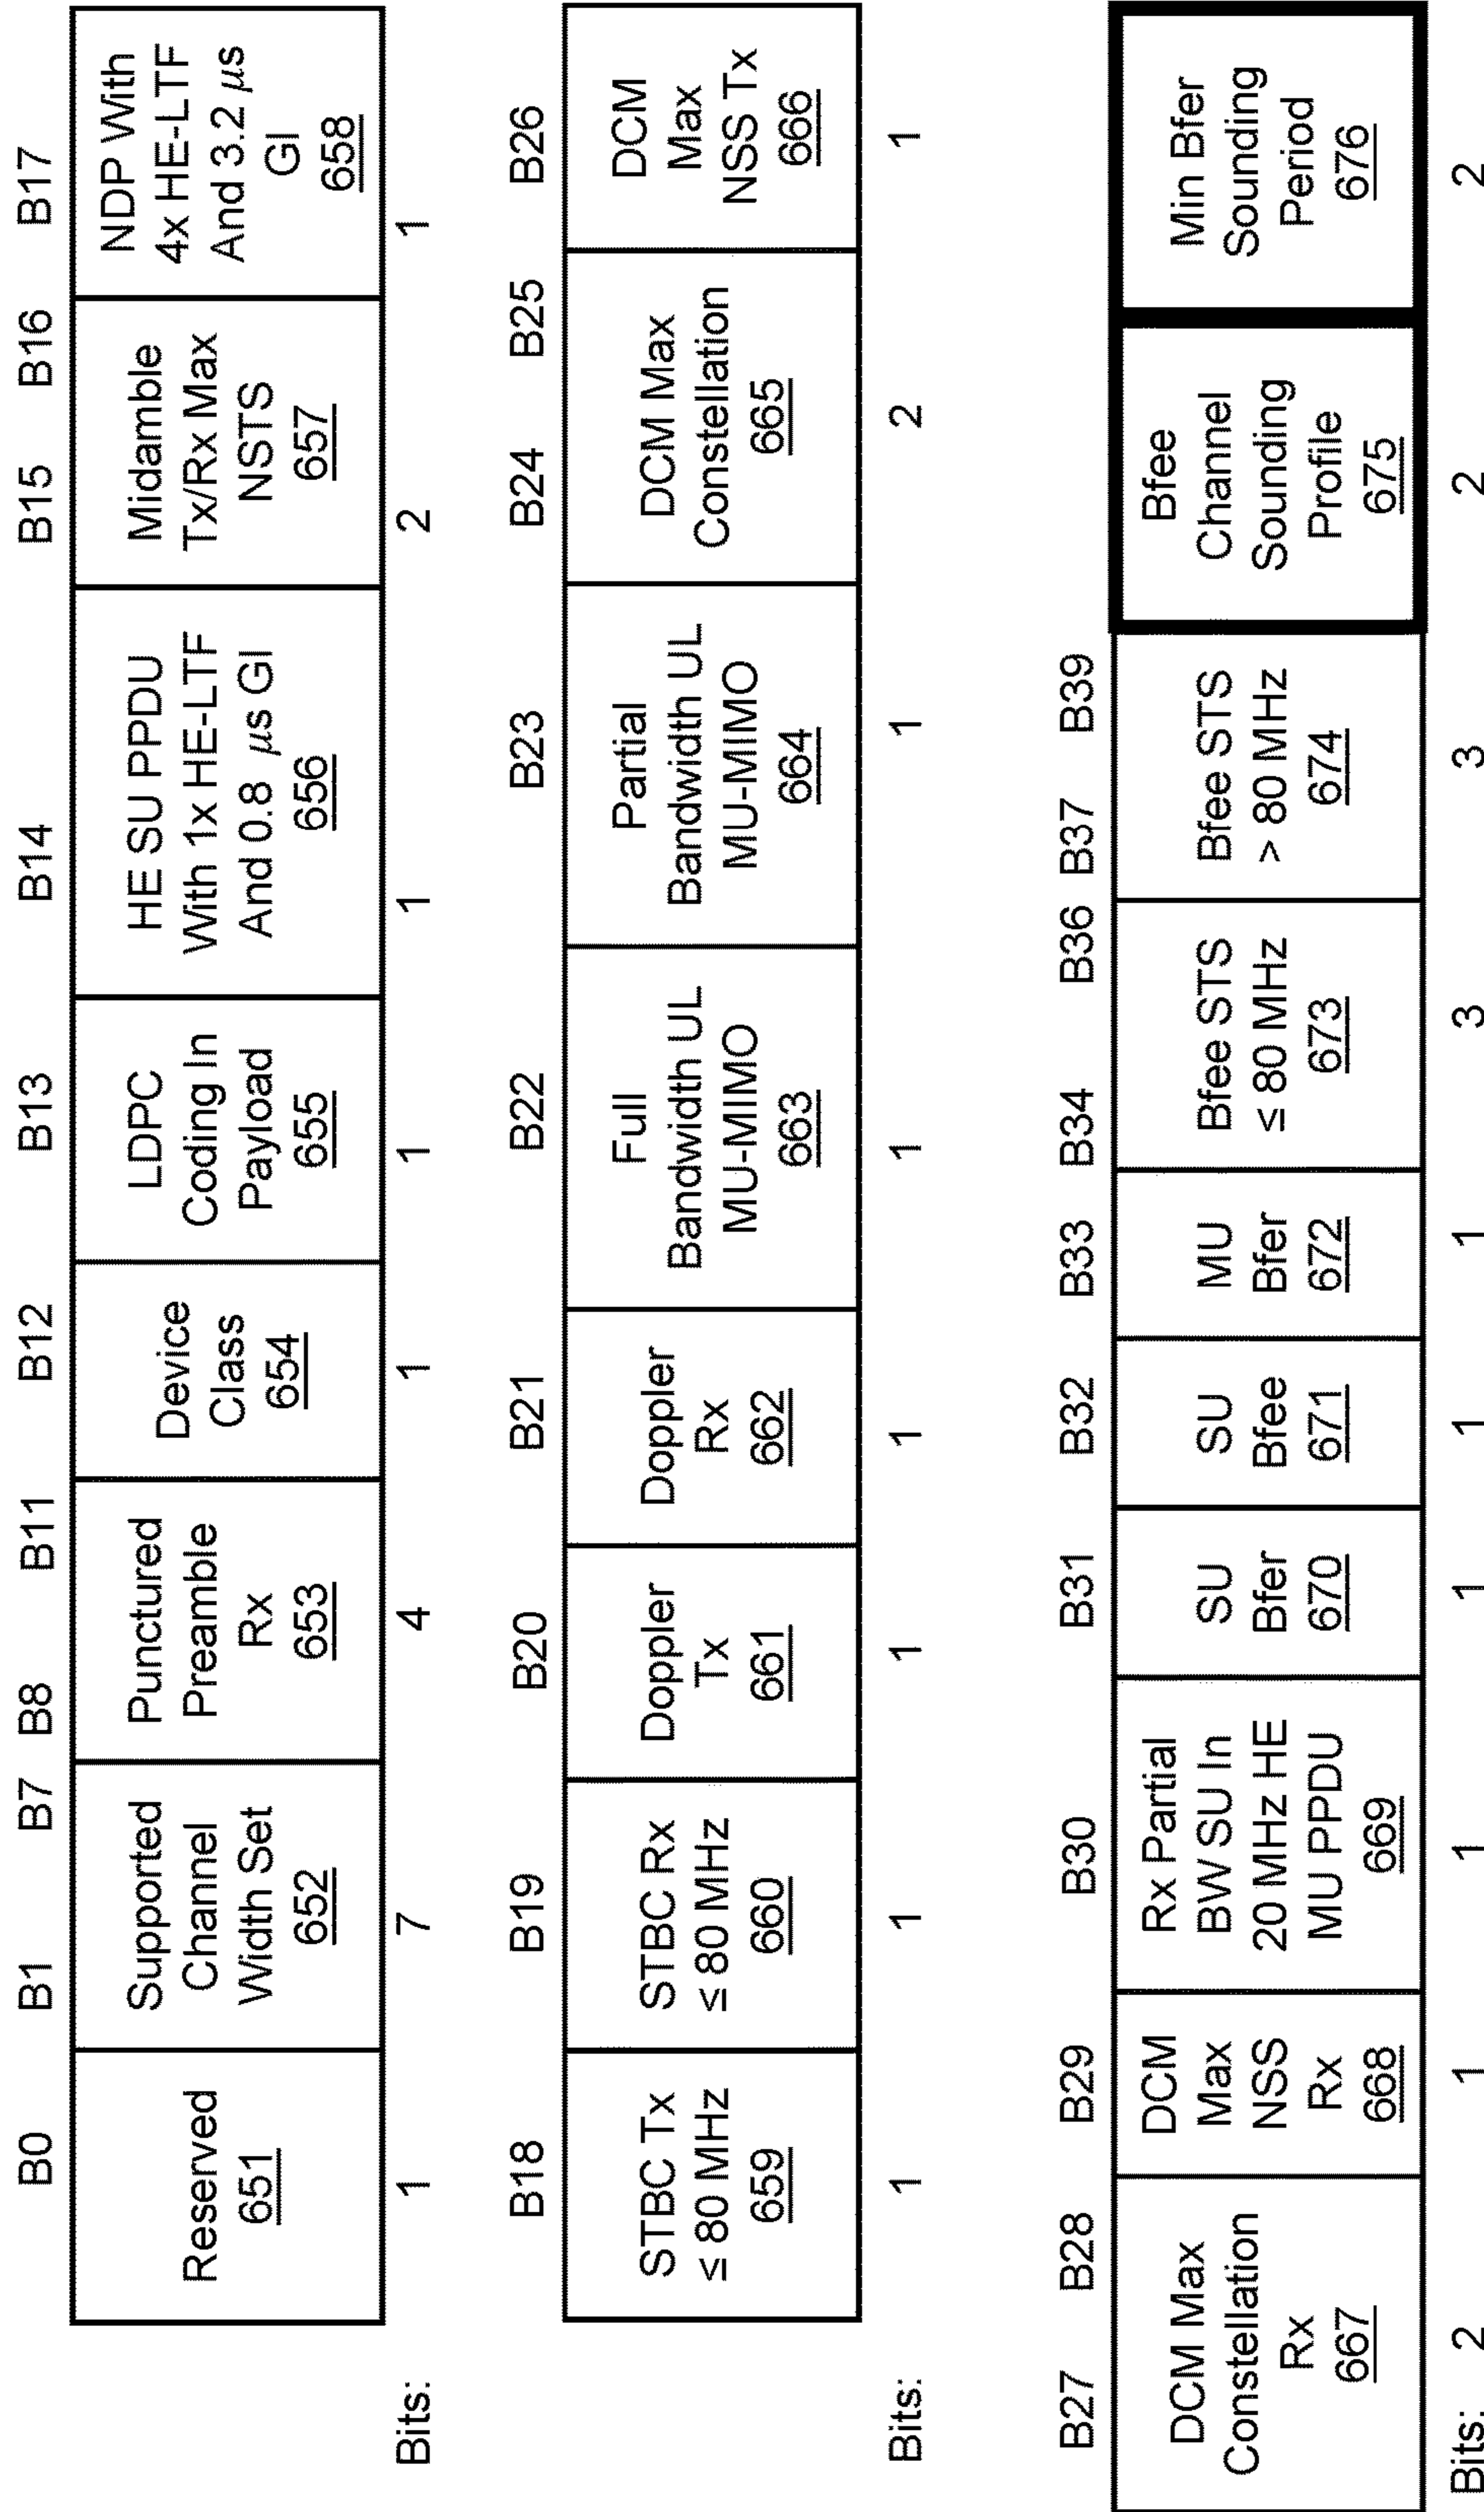 B0 B1 B7 B8 B11 B12 B13 B14 B15 B16 B17
Reserved
651
Supported
Channel
Width Set
652
Punctured
Preamble
Rx
653
Device
Class
654
LDPC
Coding In
Payload
655
HE SU PPDU
With 1x HE-LTF
And 0.8 μs GI
656
Midamble
Tx/Rx Max
NSTS
657
NDP With
4x HE-LTF
And 3.2 μs
GI
658
Bits: 1 7 4 1 1 1 2 1
B18 B19 B20 B21 B22 B23 B24 B25 B26
STBC Tx
≤ 80 MHz
659
STBC Rx
≤ 80 MHz
660
Doppler
Tx
661
Doppler
Rx
662
Full
Bandwidth UL
MU-MIMO
663
Partial
Bandwidth UL
MU-MIMO
664
DCM Max
Constellation
665
DCM
Max
NSS Tx
666
Bits: 1 1 1 1 1 1 2 1
B27 B28 B29 B30 B31 B32 B33 B34 B36 B37 B39
DCM Max
Constellation
Rx
667
DCM
Max
NSS
Rx
668
Rx Partial
BW SU In
20 MHz HE
MU PPDU
669
SU
Bfer
670
SU
Bfee
671
MU
Bfer
672
Bfee STS
≤ 80 MHz
673
Bfee STS
> 80 MHz
674
Bfee
Channel
Sounding
Profile
675
Min Bfer
Sounding
Period
676
Bits: 2 1 1 1 1 1 3 3 2 2